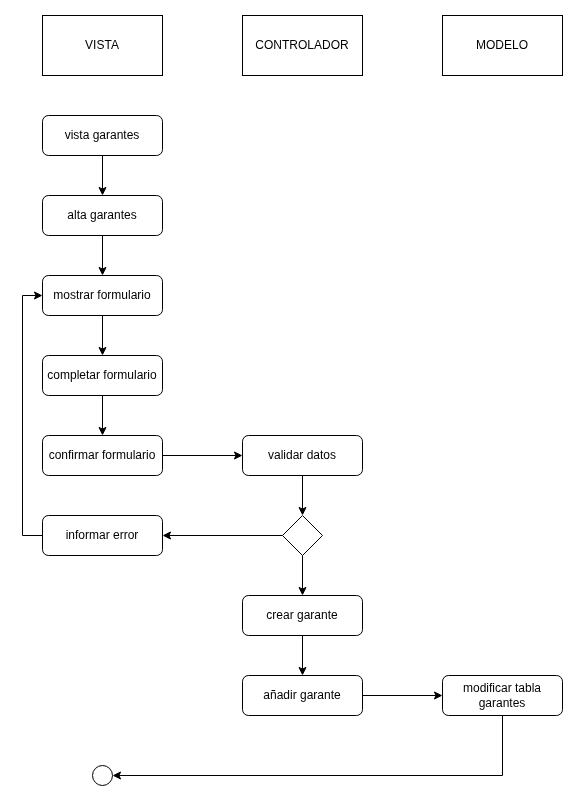 VISTA
CONTROLADOR
MODELO
vista garantes
alta garantes
mostrar formulario
completar formulario
confirmar formulario
validar datos
informar error
crear garante
añadir garante
modificar tabla
garantes